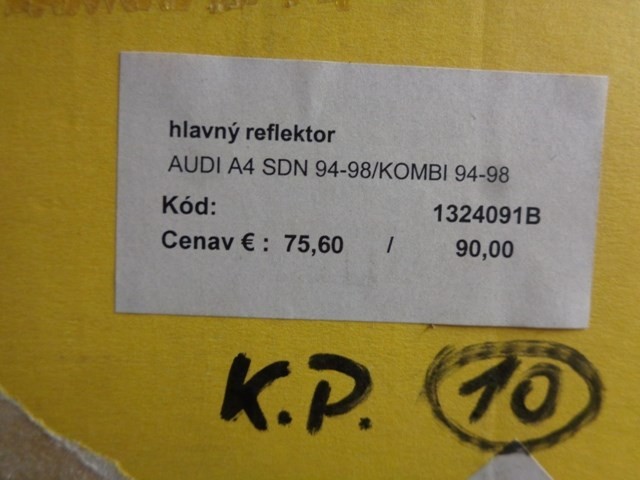 hlavný reflektor
AUDI A4 SDN 94-98/KOMBI 94-98
Kód: 1324091B
Cenav € : 75,60 / 90,00
K.P. 10